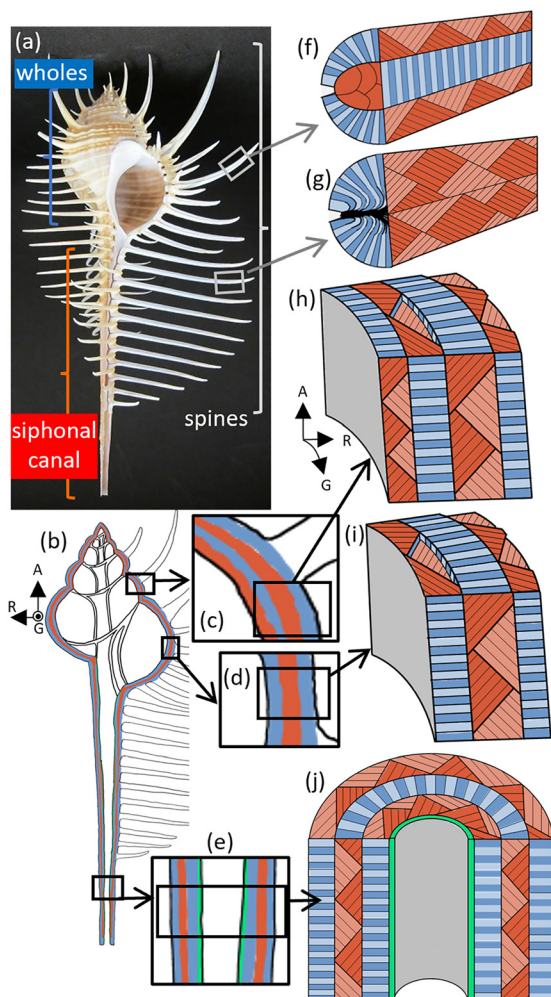 (a)
wholes
siphonal
canal
spines
(f)
(g)
(h)
A
R
G
(b)
A
R
G
(c)
(d)
(i)
(e)
(j)